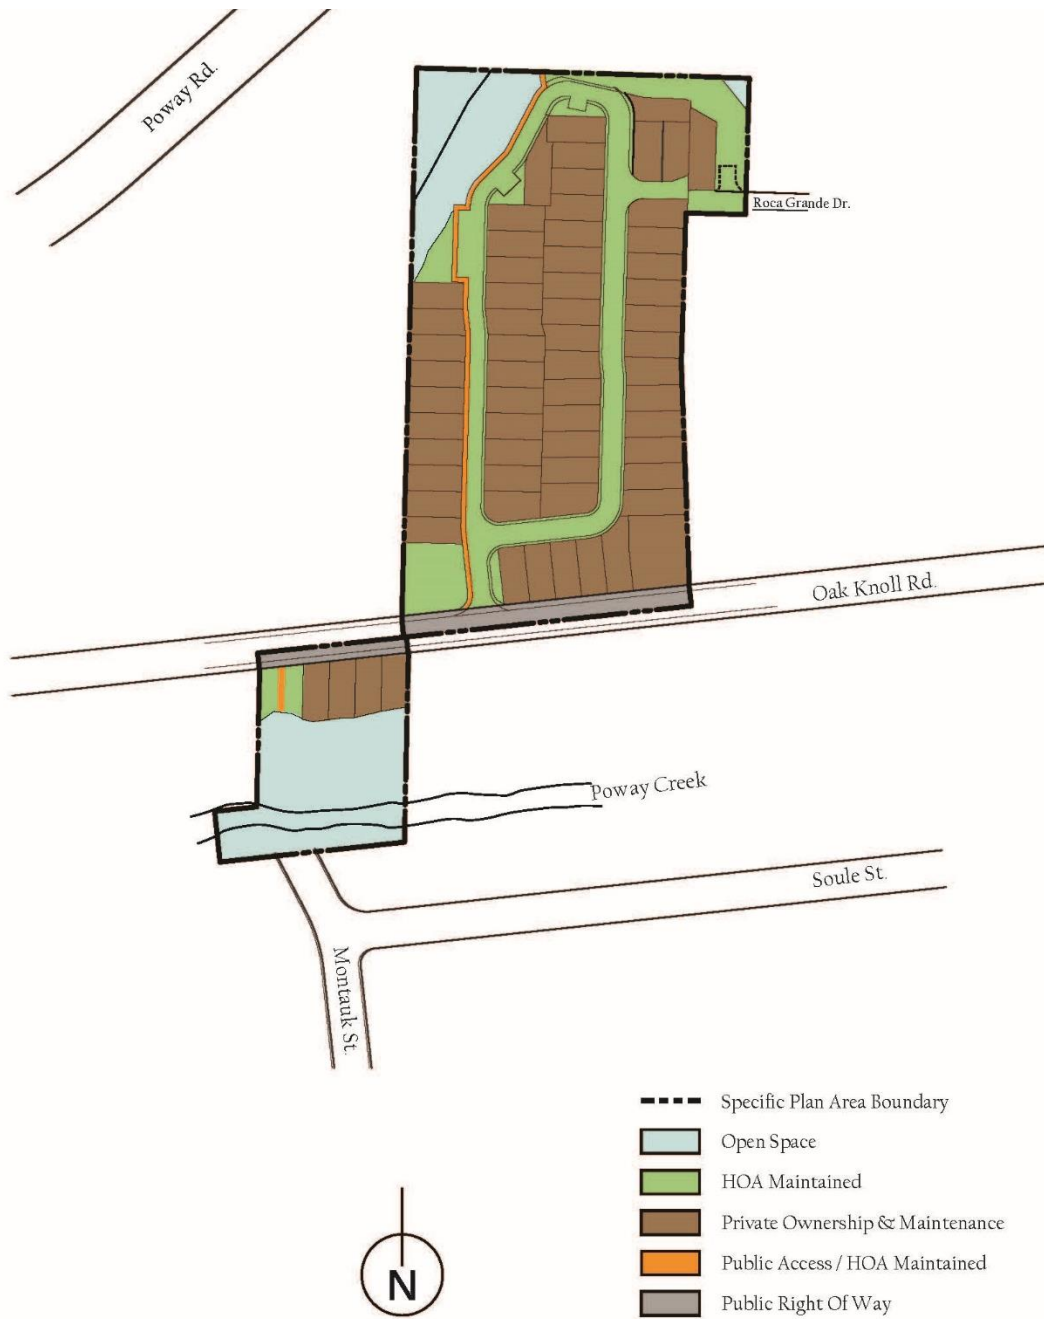 Poway Rd.
Roca Grande Dr.
Oak Knoll Rd.
Poway Creek
Soule St.
Montauk St.
Specific Plan Area Boundary
Open Space
HOA Maintained
Private Ownership & Maintenance
Public Access / HOA Maintained
Public Right Of Way
N